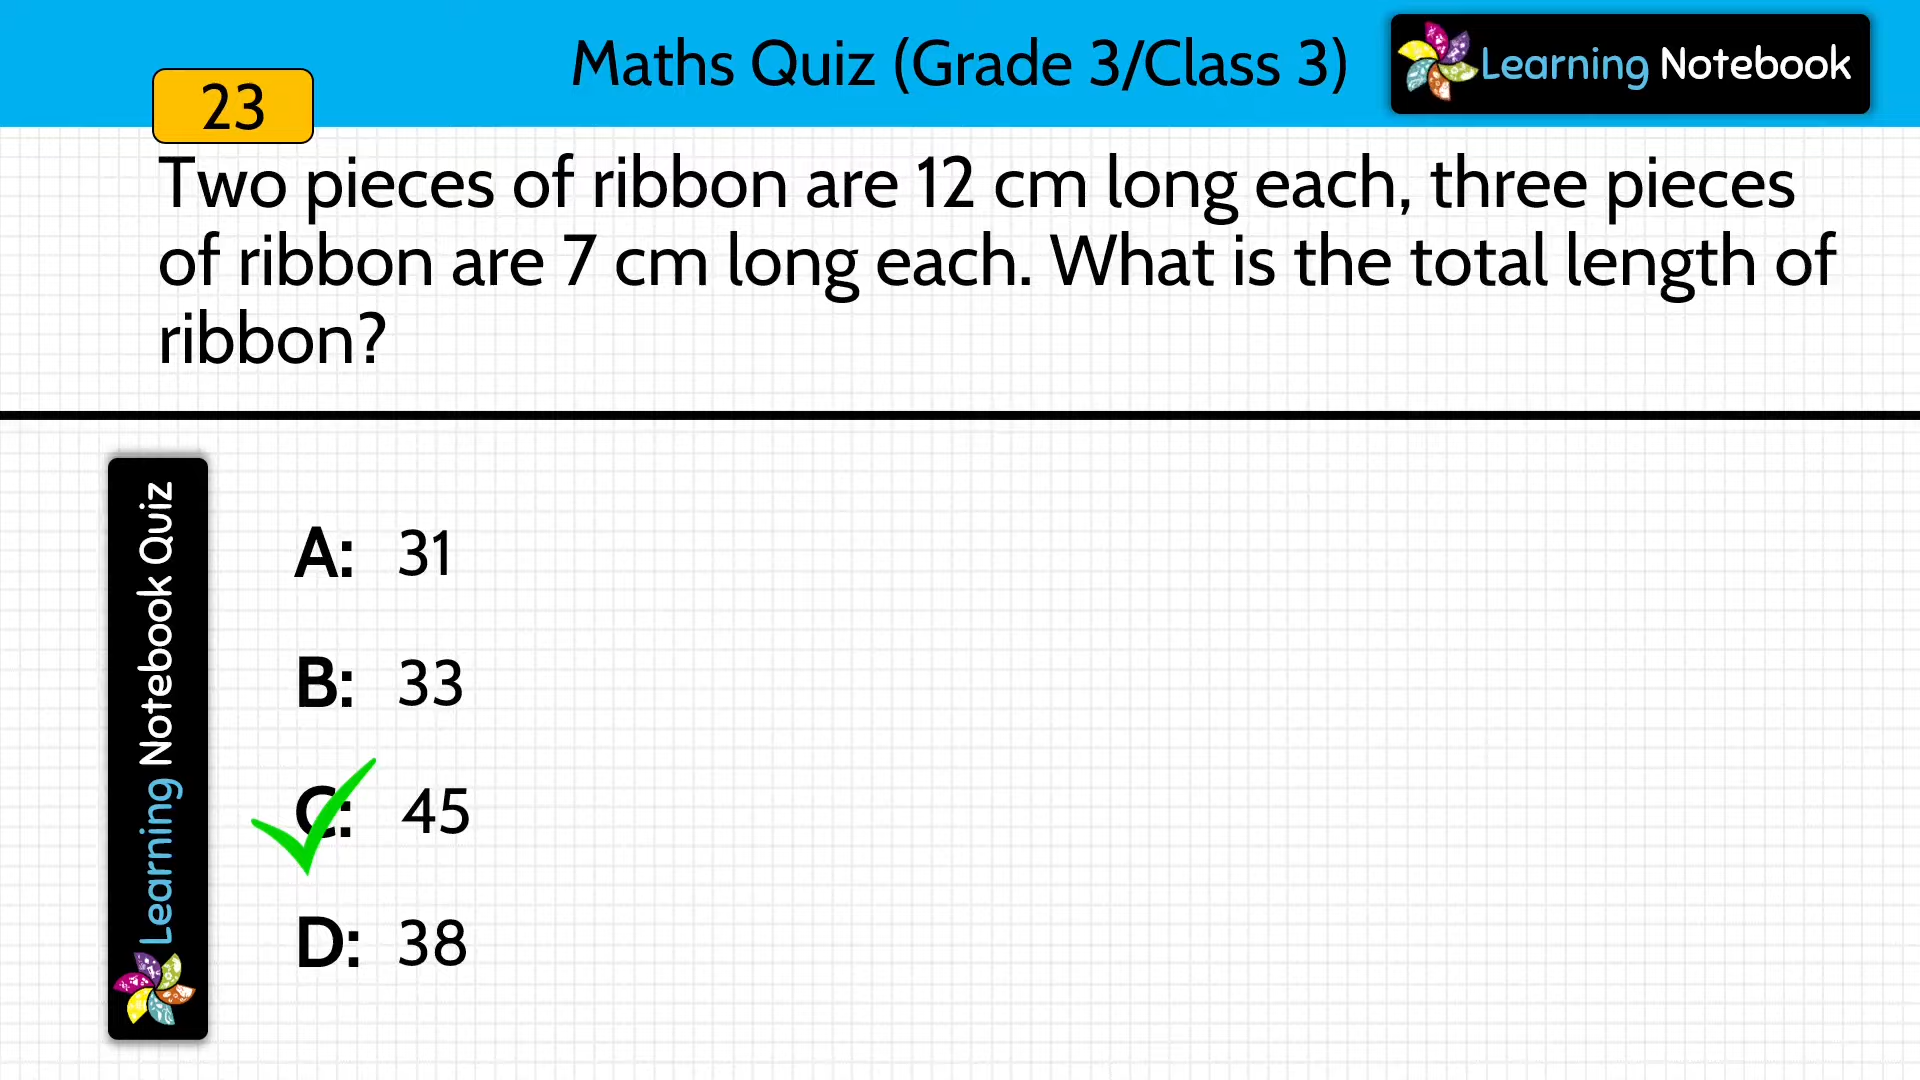 Maths Quiz (Grade 3/Class 3)
Learning Notebook
23
Two pieces of ribbon are 12 cm long each, three pieces
of ribbon are 7 cm long each. What is the total length of
ribbon?
Learning Notebook Quiz
A: 31
B: 33
C: 45
D: 38